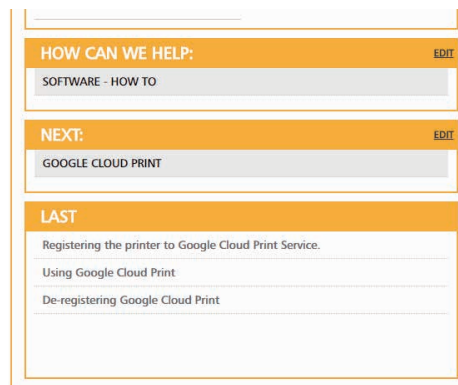 HOW CAN WE HELP:
EDIT
SOFTWARE - HOW TO
NEXT:
EDIT
GOOGLE CLOUD PRINT
LAST
Registering the printer to Google Cloud Print Service.
Using Google Cloud Print
De-registering Google Cloud Print